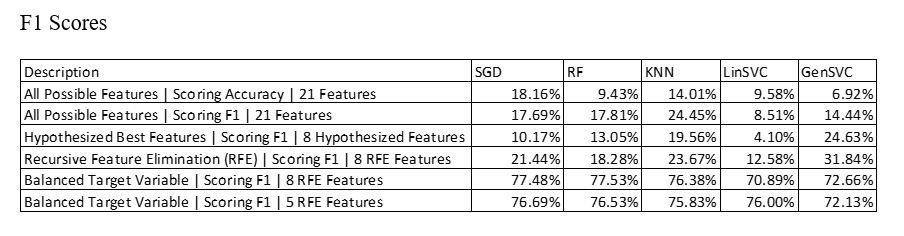 F1 Scores
Description SGD RF KNN LinSVC GenSVC
All Possible Features | Scoring Accuracy | 21 Features 18.16% 9.43% 14.01% 9.58% 6.92%
All Possible Features | Scoring F1 | 21 Features 17.69% 17.81% 24.45% 8.51% 14.44%
Hypothesized Best Features | Scoring F1 | 8 Hypothesized Features 10.17% 13.05% 19.56% 4.10% 24.63%
Recursive Feature Elimination (RFE) | Scoring F1 | 8 RFE Features 21.44% 18.28% 23.67% 12.58% 31.84%
Balanced Target Variable | Scoring F1 | 8 RFE Features 77.48% 77.53% 76.38% 70.89% 72.66%
Balanced Target Variable | Scoring F1 | 5 RFE Features 76.69% 76.53% 75.83% 76.00% 72.13%